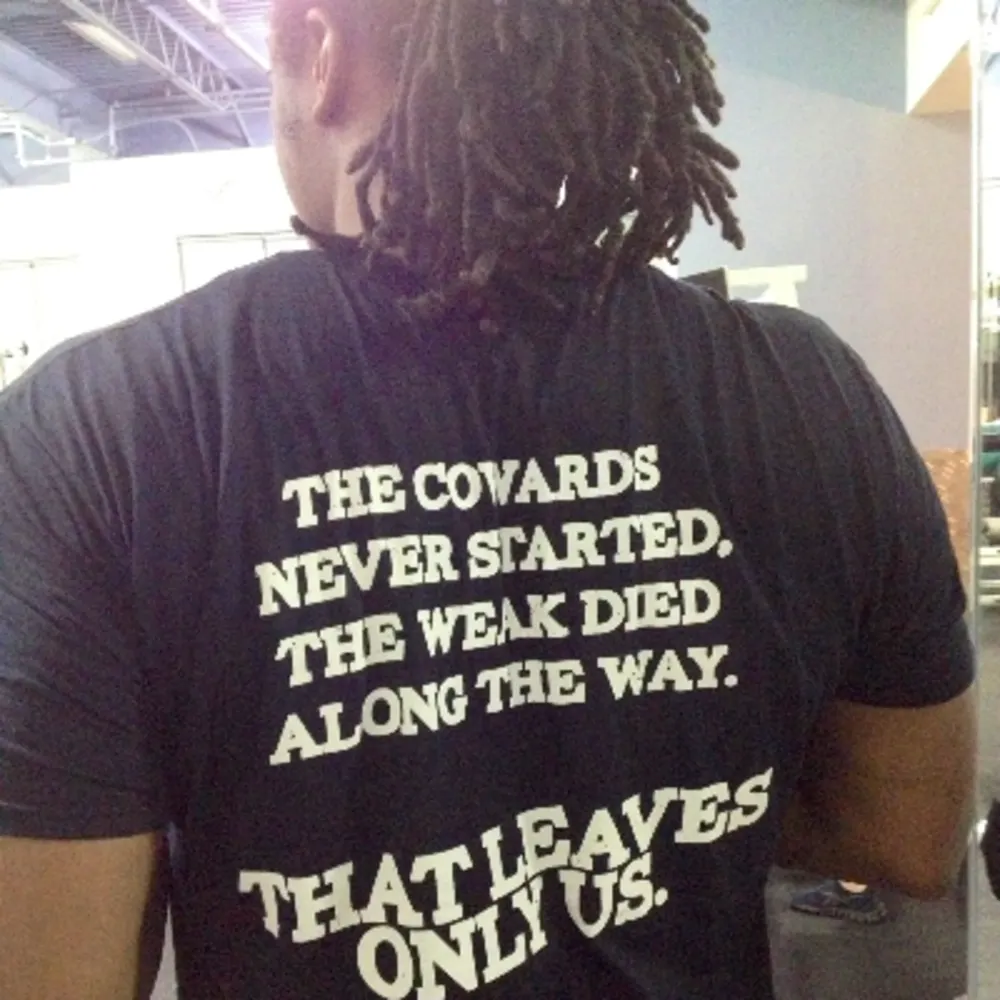 THE COWARDS
NEVER STARTED.
THE WEAK DIED
ALONG THE WAY.
THAT LEAVES
ONLY US.